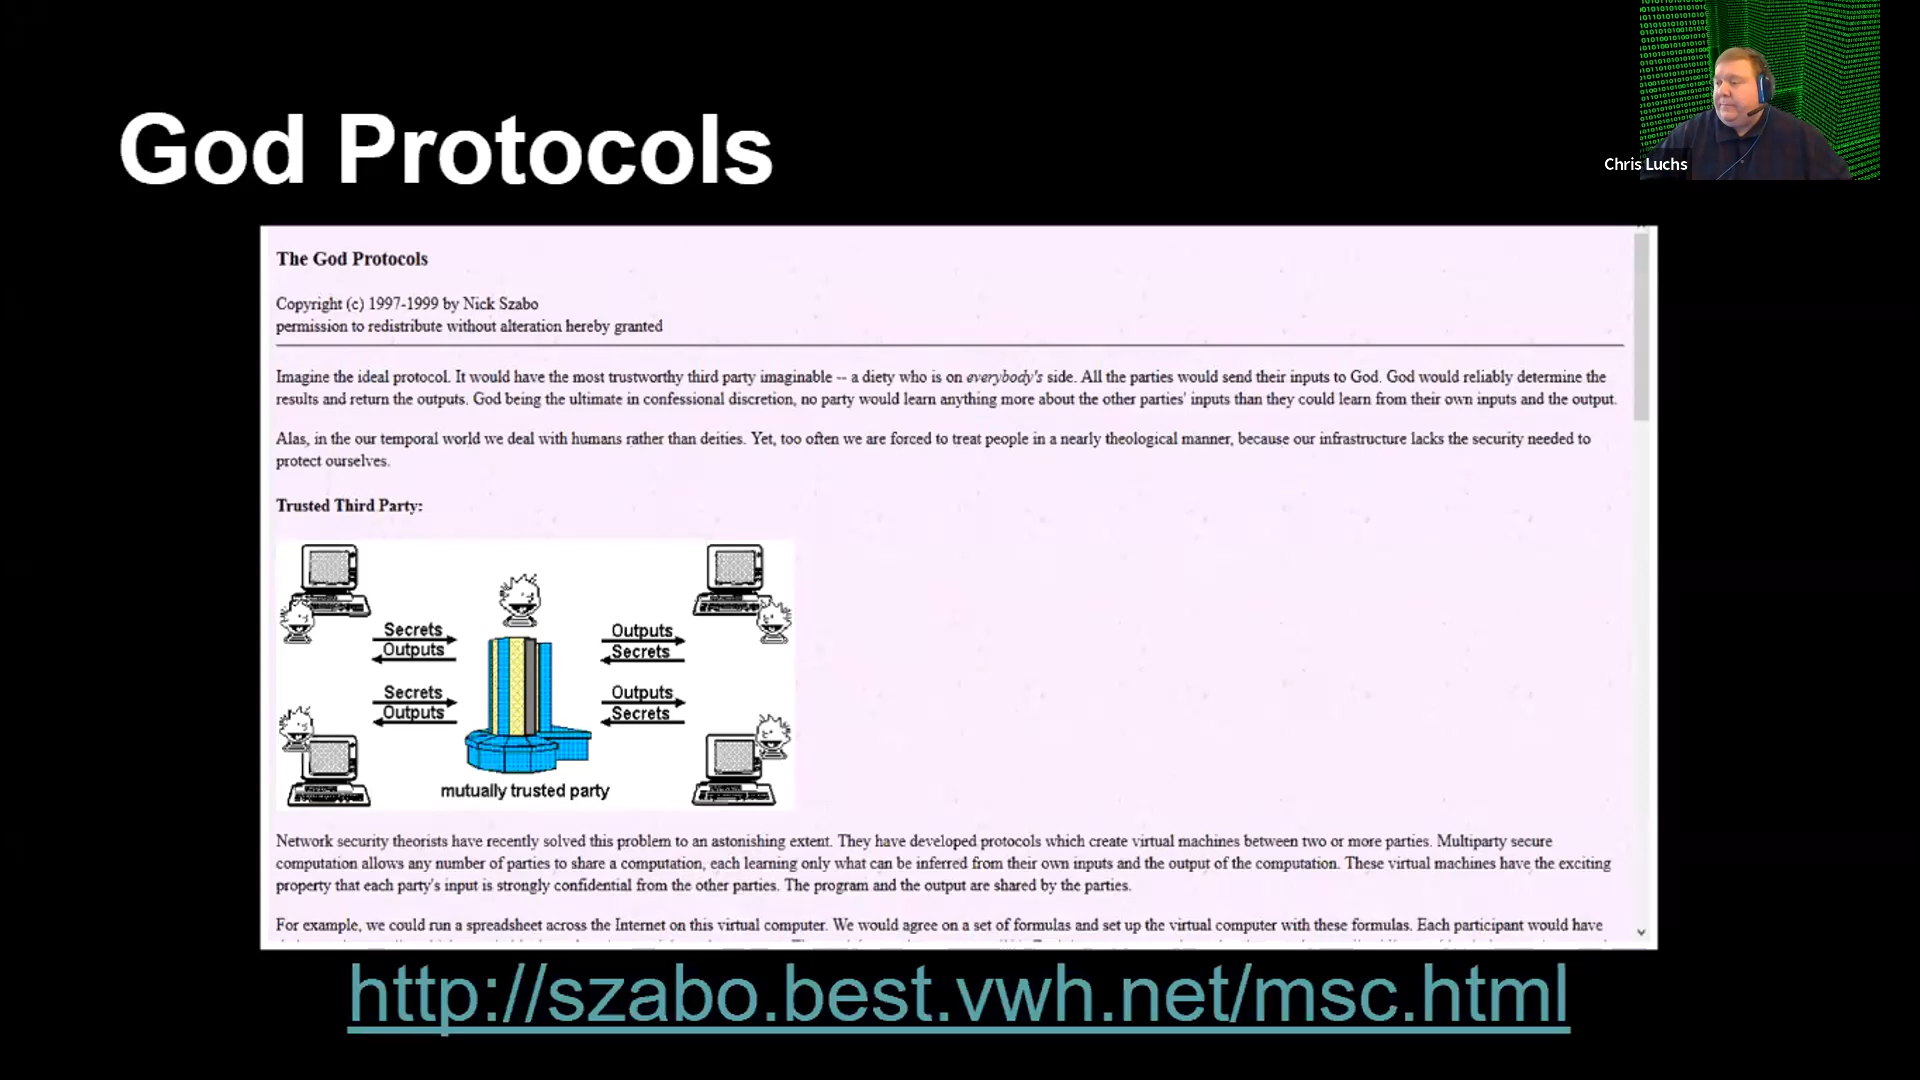 God Protocols
Chris Luchs
The God Protocols
Copyright (c) 1997-1999 by Nick Szabo
permission to redistribute without alteration hereby granted
Imagine the ideal protocol. It would have the most trustworthy third party imaginable -- a diety who is on everybody's side. All the parties would send their inputs to God. God would reliably determine the
results and return the outputs. God being the ultimate in confessional discretion, no party would learn anything more about the other parties' inputs than they could learn from their own inputs and the output.
Alas, in the our temporal world we deal with humans rather than deities. Yet, too often we are forced to treat people in a nearly theological manner, because our infrastructure lacks the security needed to
protect ourselves.
Trusted Third Party:
Secrets
Outputs
Outputs
Secrets
Secrets
Outputs
Outputs
Secrets
mutually trusted party
Network security theorists have recently solved this problem to an astonishing extent. They have developed protocols which create virtual machines between two or more parties. Multiparty secure
computation allows any number of parties to share a computation, each learning only what can be inferred from their own inputs and the output of the computation. These virtual machines have the exciting
property that each party's input is strongly confidential from the other parties. The program and the output are shared by the parties.
For example, we could run a spreadsheet across the Internet on this virtual computer. We would agree on a set of formulas and set up the virtual computer with these formulas. Each participant would have
http://szabo.best.vwh.net/msc.html